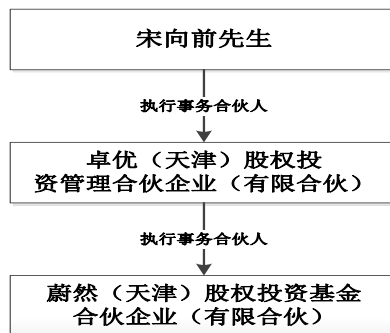 宋向前先生
执行事务合伙人
卓优（天津）股权投
资管理合伙企业（有限合伙）
执行事务合伙人
蔚然（天津）股权投资基金
合伙企业（有限合伙）